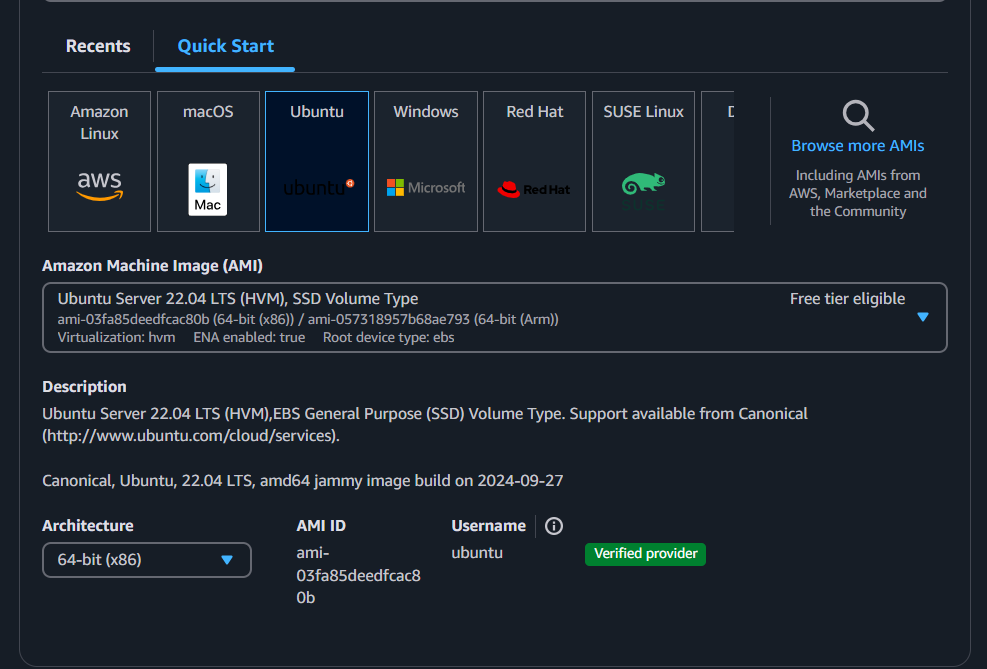 Recents
Quick Start
Amazon
Linux
aws
macOS
Mac
Ubuntu
ubuntu
Windows
Microsoft
Red Hat
Red Hat
SUSE Linux
SUSE
D
Browse more AMIs
Including AMIs from
AWS, Marketplace and
the Community
Amazon Machine Image (AMI)
Ubuntu Server 22.04 LTS (HVM), SSD Volume Type
Free tier eligible
ami-03fa85deedfcac80b (64-bit (x86)) / ami-057318957b68ae793 (64-bit (Arm))
Virtualization: hvm ENA enabled: true Root device type: ebs
Description
Ubuntu Server 22.04 LTS (HVM),EBS General Purpose (SSD) Volume Type. Support available from Canonical
(http://www.ubuntu.com/cloud/services).
Canonical, Ubuntu, 22.04 LTS, amd64 jammy image build on 2024-09-27
Architecture
64-bit (x86)
AMI ID
ami-
03fa85deedfcac8
0b
Username
ubuntu
Verified provider